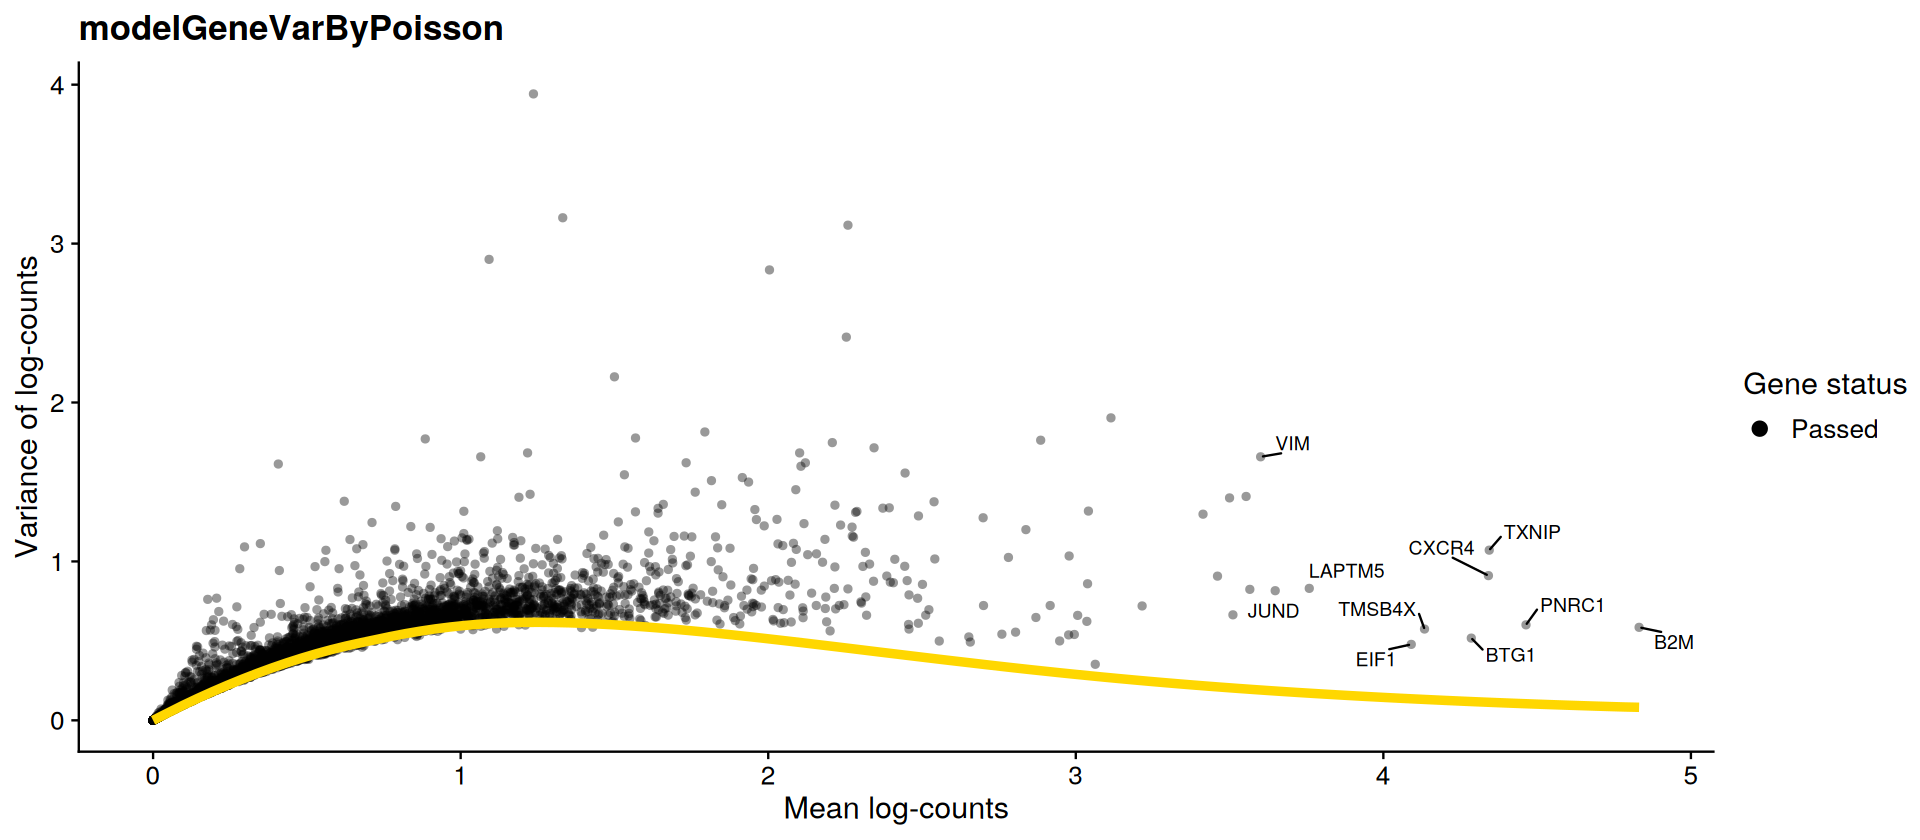 modelGeneVarByPoisson
Variance of log-counts
4
3
2
1
0
VIM
TXNIP
CXCR4
LAPTM5
JUND
TMSB4X
PNRC1
EIF1
BTG1
B2M
0 1 2 3 4 5
Mean log-counts
Gene status
Passed